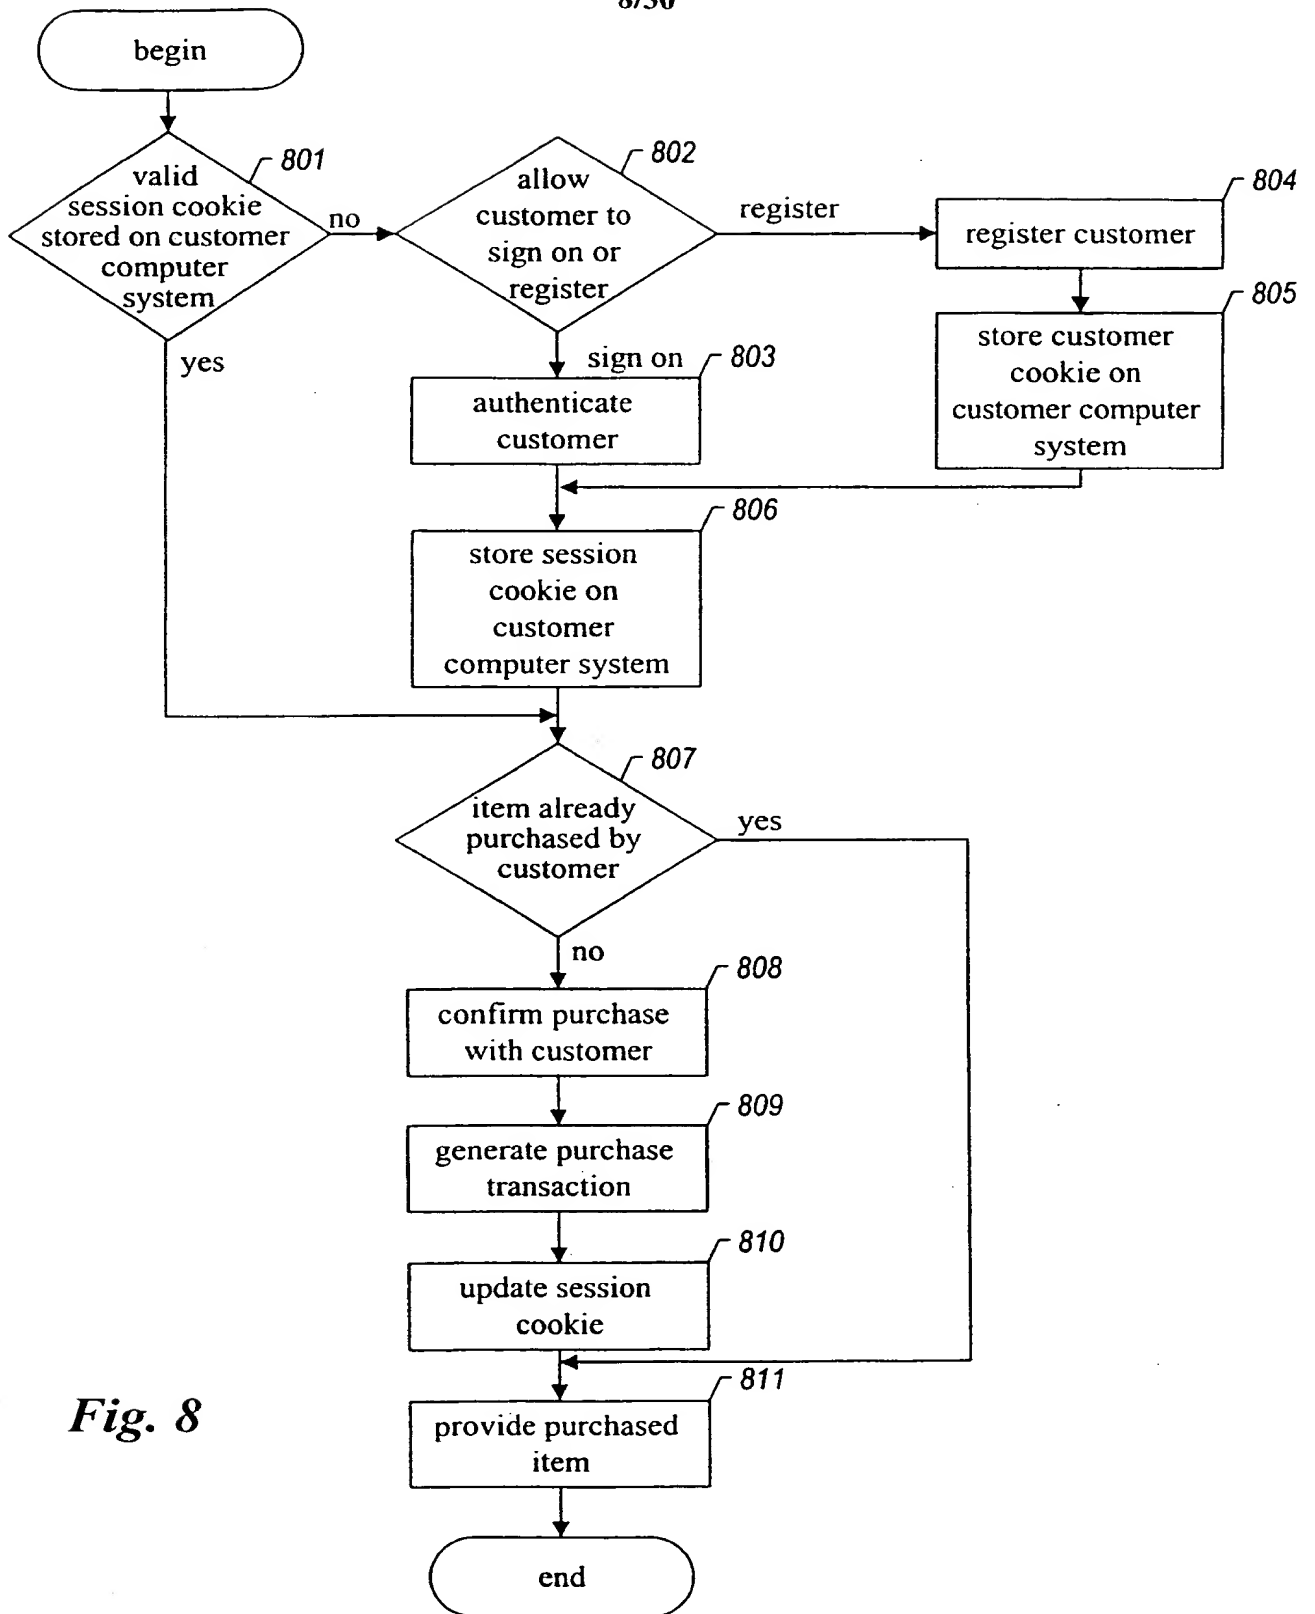 begin
801
valid
session cookie
stored on customer
computer
system
no
yes
802
allow
customer to
sign on or
register
register
804
register customer
805
store customer
cookie on
customer computer
system
sign on
803
authenticate
customer
806
store session
cookie on
customer
computer system
807
item already
purchased by
customer
yes
no
808
confirm purchase
with customer
809
generate purchase
transaction
810
update session
cookie
811
provide purchased
item
end
Fig. 8